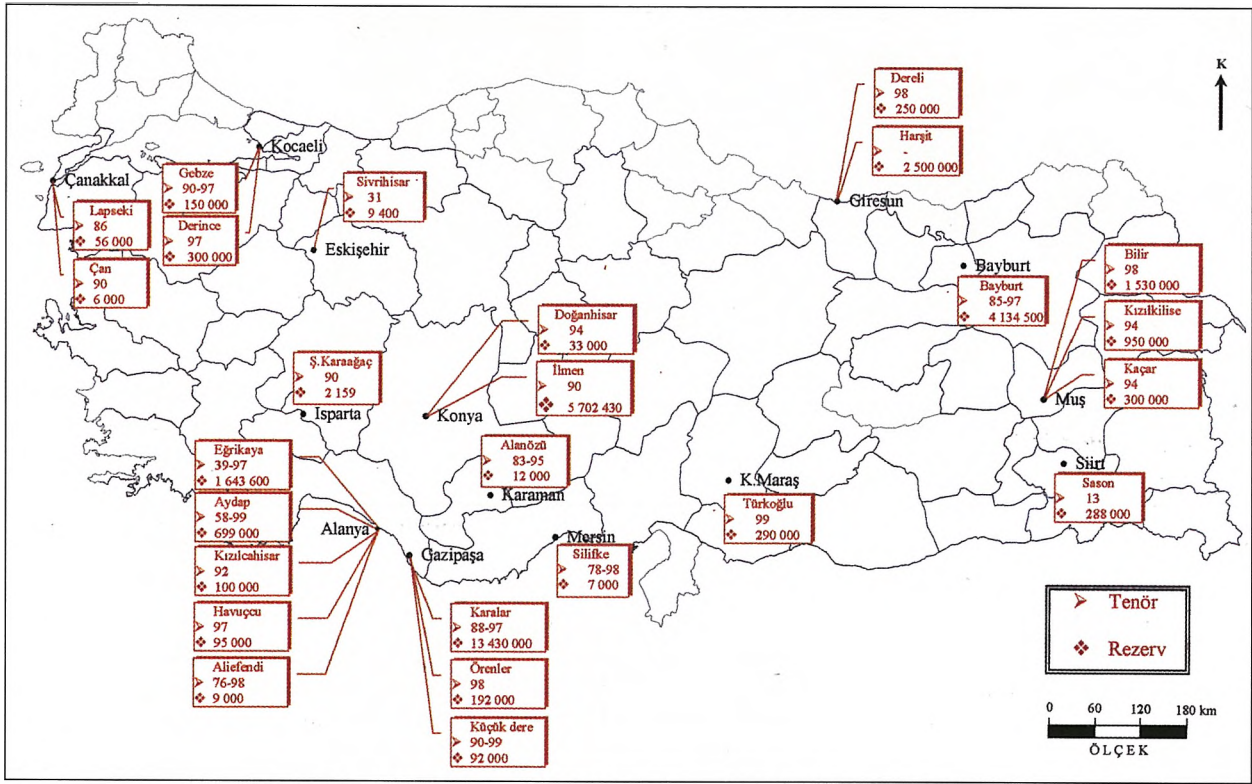 K
Dereli
98
250 000
Harşit
-
2 500 000
Giresun
Kocaeli
Gebze
90-97
150 000
Derince
97
300 000
Çanakkal
Lapseki
86
56 000
Çan
90
6 000
Sivrihisar
31
9 400
Eskişehir
Bayburt
Bayburt
85-97
4 134 500
Bilir
98
1 530 000
Kızılkilise
94
950 000
Kaçar
94
300 000
Muş
Doğanhisar
94
33 000
İlmen
90
5 702 430
Konya
Ş.Karaağaç
90
2 159
Isparta
Alanözü
83-95
12 000
Karaman
K.Maraş
Türkoğlu
99
290 000
Siirt
Sason
13
288 000
Eğrikaya
39-97
1 643 600
Aydap
58-99
699 000
Kızılcahisar
92
100 000
Havuçcu
97
95 000
Aliefendi
76-98
9 000
Alanya
Gazipaşa
Mersin
Silifke
78-98
7 000
Karalar
88-97
13 430 000
Örenler
98
192 000
Küçük dere
90-99
92 000
Tenör
Rezerv
0 60 120 180 km
ÖLÇEK